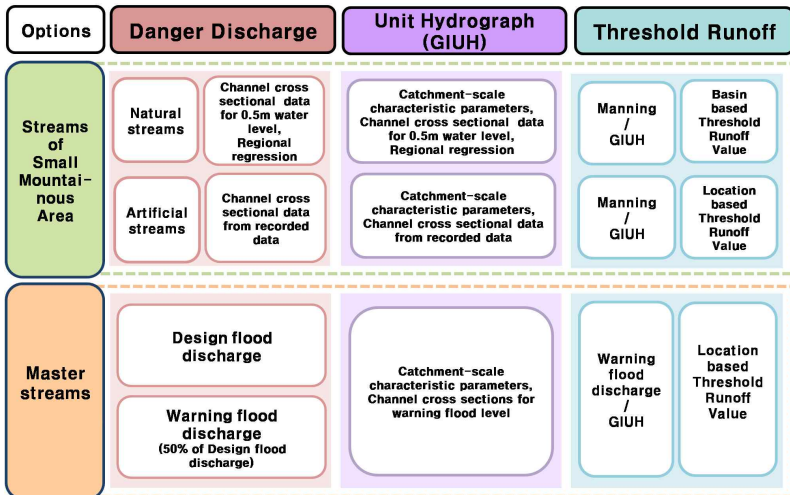 Options
Danger Discharge
Unit Hydrograph
(GIUH)
Threshold Runoff
Streams
of
Small
Mountai-
nous
Area
Natural
streams
Channel cross
sectional data
for 0.5m water
level,
Regional
regression
Catchment-scale
characteristic parameters,
Channel cross sectional data
for 0.5m water level,
Regional regression
Manning
/
GIUH
Basin
based
Threshold
Runoff
Value
Artificial
streams
Channel cross
sectional data
from recorded
data
Catchment-scale
characteristic parameters,
Channel cross sectional data
from recorded data
Manning
/
GIUH
Location
based
Threshold
Runoff
Value
Master
streams
Design flood
discharge
Warning flood
discharge
(50% of Design flood
discharge)
Catchment-scale
characteristic parameters,
Channel cross sections for
warning flood level
Warning
flood
discharge
/
GIUH
Location
based
Threshold
Runoff
Value